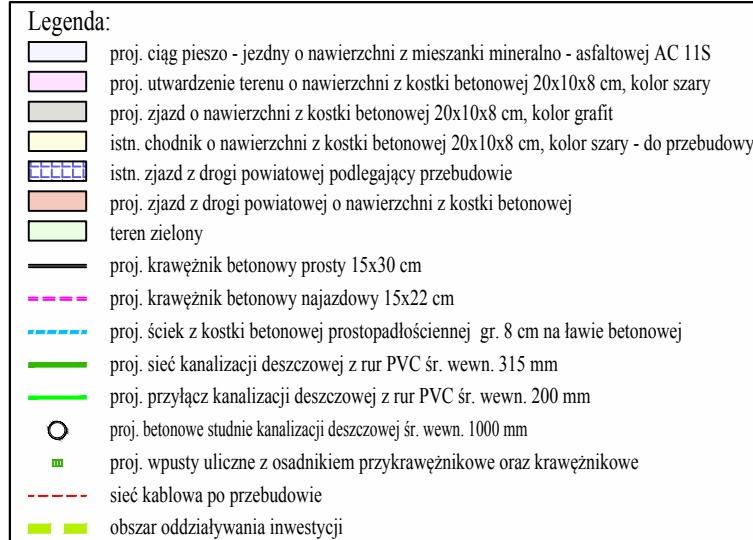 Legenda:
proj. ciąg pieszo - jezdny o nawierzchni z mieszanki mineralno - asfaltowej AC 11S
proj. utwardzenie terenu o nawierzchni z kostki betonowej 20x10x8 cm, kolor szary
proj. zjazd o nawierzchni z kostki betonowej 20x10x8 cm, kolor grafit
istn. chodnik o nawierzchni z kostki betonowej 20x10x8 cm, kolor szary - do przebudowy
istn. zjazd z drogi powiatowej podlegający przebudowie
proj. zjazd z drogi powiatowej o nawierzchni z kostki betonowej
teren zielony
proj. krawężnik betonowy prosty 15x30 cm
proj. krawężnik betonowy najazdowy 15x22 cm
proj. ściek z kostki betonowej prostopadłościennej gr. 8 cm na ławie betonowej
proj. sieć kanalizacji deszczowej z rur PVC śr. wewn. 315 mm
proj. przyłącz kanalizacji deszczowej z rur PVC śr. wewn. 200 mm
proj. betonowe studnie kanalizacji deszczowej śr. wewn. 1000 mm
proj. wpusty uliczne z osadnikiem przykrawężnikowe oraz krawężnikowe
sieć kablowa po przebudowie
obszar oddziaływania inwestycji